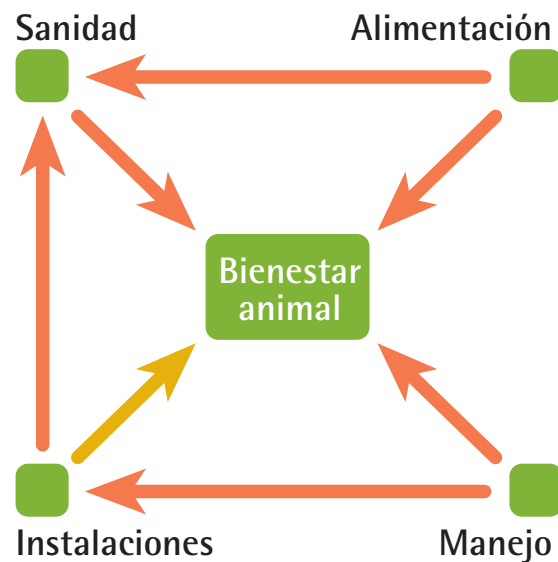 Sanidad
Alimentación
Bienestar
animal
Instalaciones
Manejo